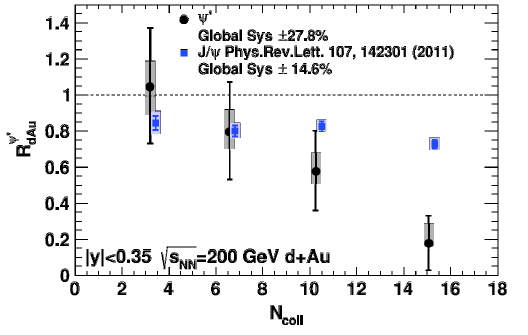 ψ'
Global Sys ±27.8%
J/ψ Phys.Rev.Lett. 107, 142301 (2011)
Global Sys ± 14.6%
1.4
1.2
1
0.8
0.6
0.4
0.2
0
R^ψ'_dAu
|y|<0.35 √s_NN=200 GeV d+Au
0 2 4 6 8 10 12 14 16 18
N_coll